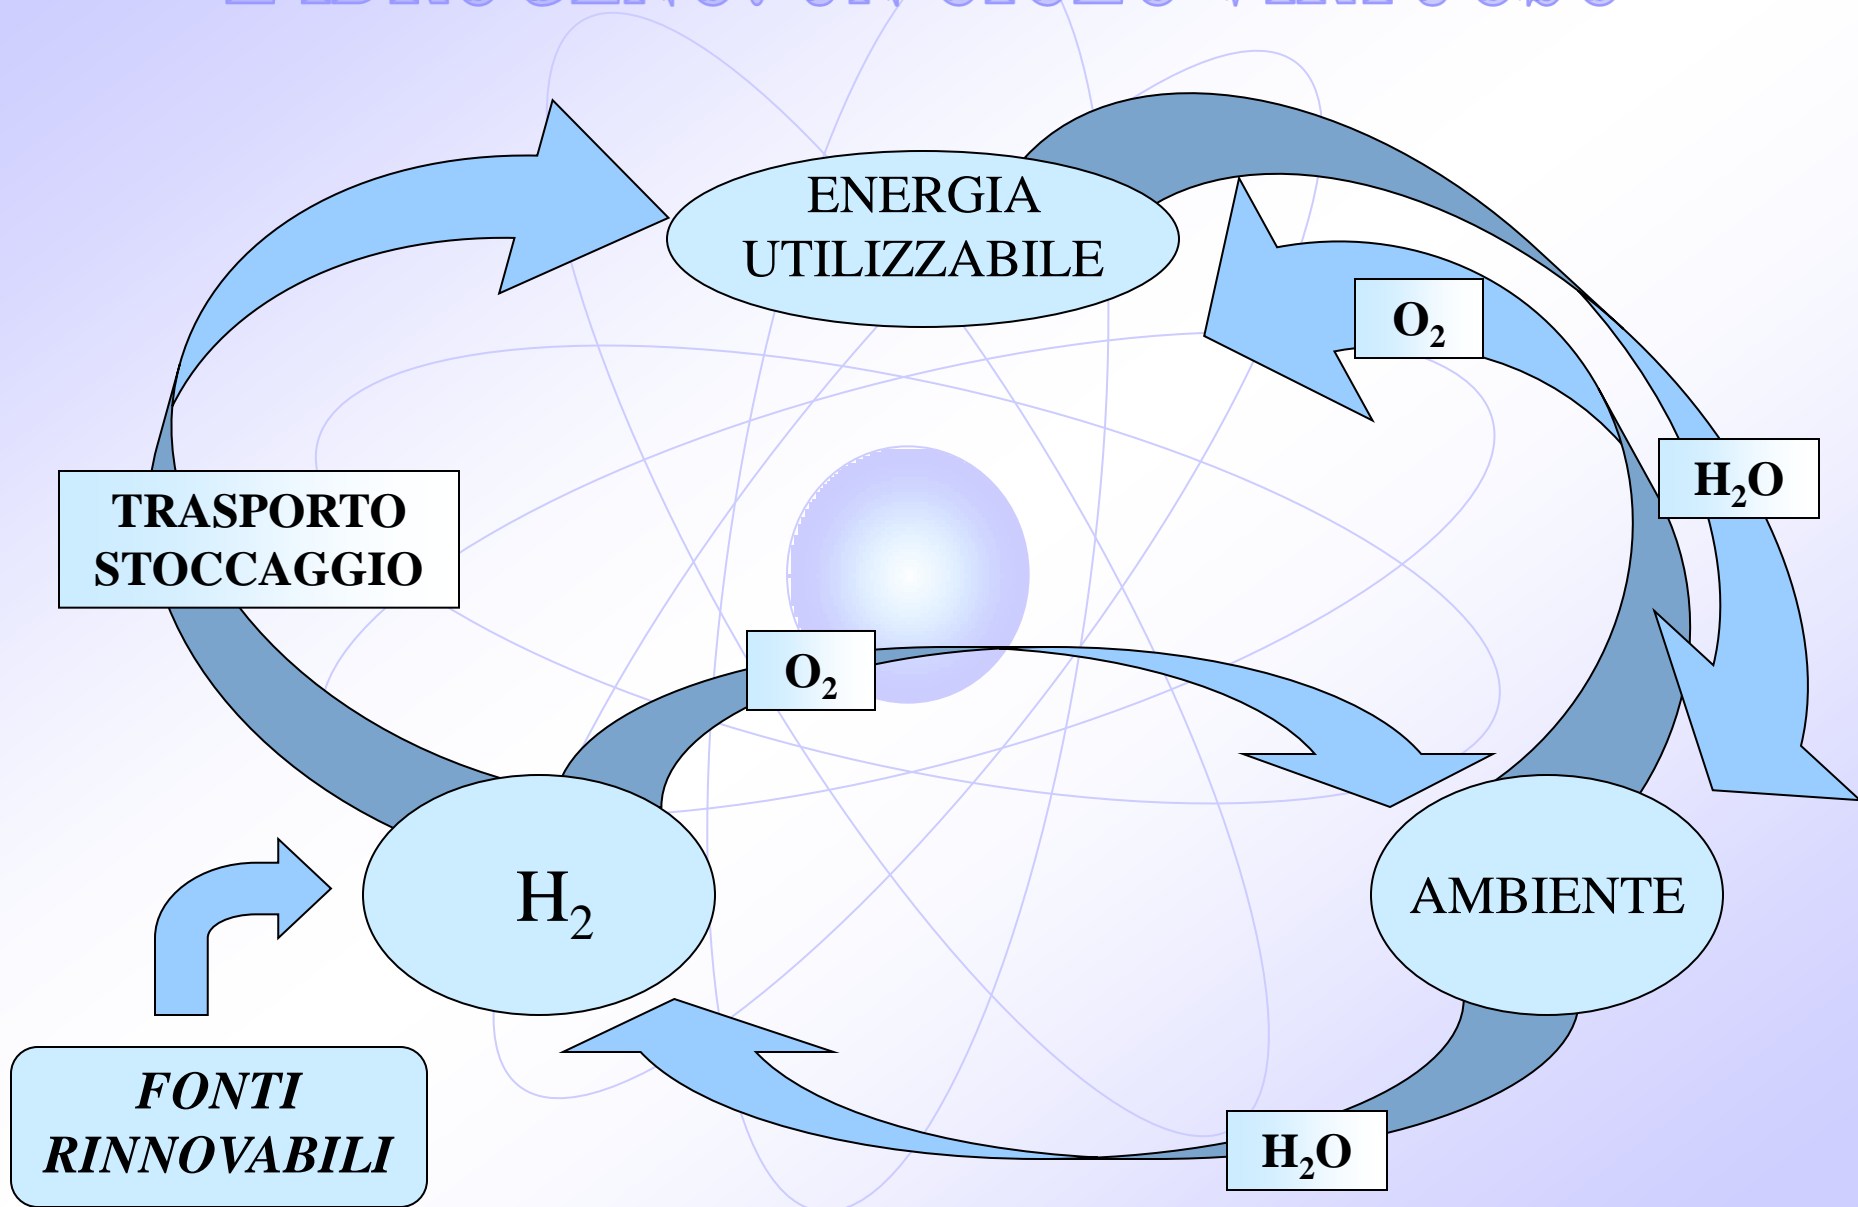 ENERGIA
UTILIZZABILE
O₂
H₂O
TRASPORTO
STOCCAGGIO
O₂
H₂
AMBIENTE
FONTI
RINNOVABILI
H₂O